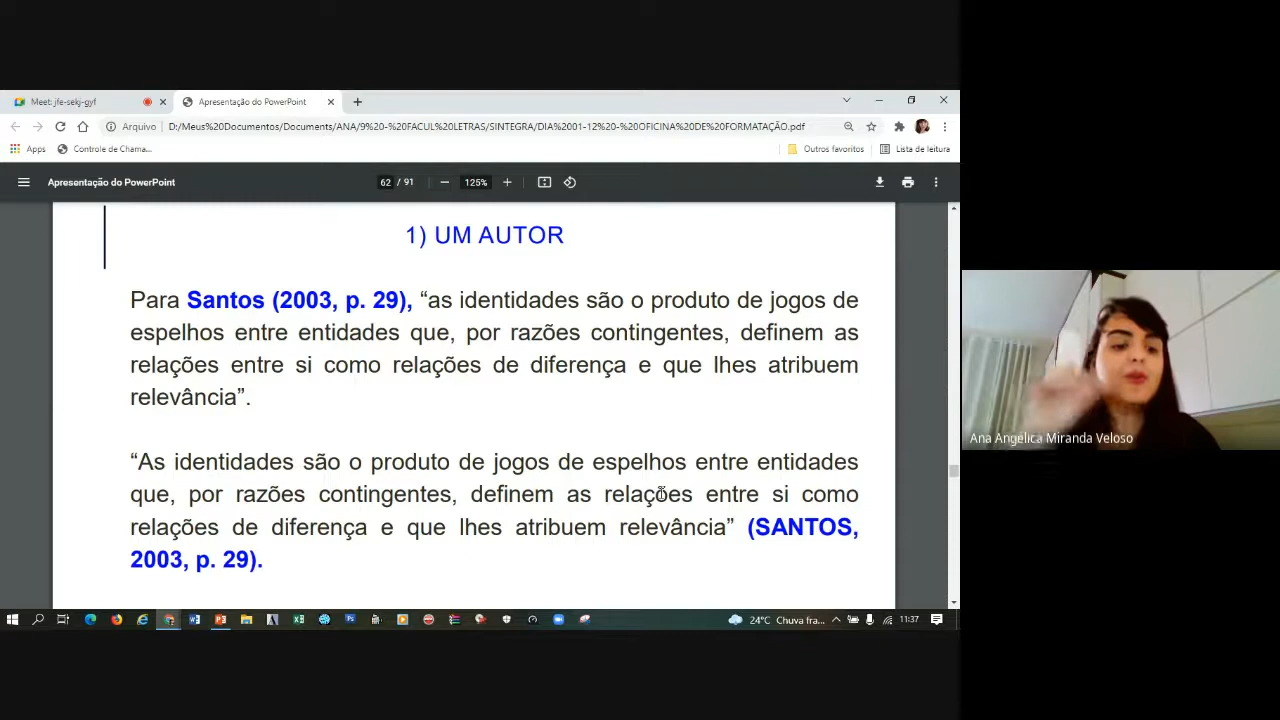 Meet: jfe-sekj-gyf
Apresentação do PowerPoint
Arquivo
D:/Meus%20Documentos/Documents/ANA/9%20-%20FACUL%20LETRAS/SINTEGRA/DIA%2001-12%20-%20OFICINA%20DE%20FORMATAÇÃO.pdf
Apps
Controle de Chama...
Outros favoritos
Lista de leitura
Apresentação do PowerPoint
62 / 91
125%
1) UM AUTOR
Para Santos (2003, p. 29), “as identidades são o produto de jogos de
espelhos entre entidades que, por razões contingentes, definem as
relações entre si como relações de diferença e que lhes atribuem
relevância”.
“As identidades são o produto de jogos de espelhos entre entidades
que, por razões contingentes, definem as relações entre si como
relações de diferença e que lhes atribuem relevância” (SANTOS,
2003, p. 29).
Ana Angélica Miranda Veloso
24°C Chuva fra...
11:37